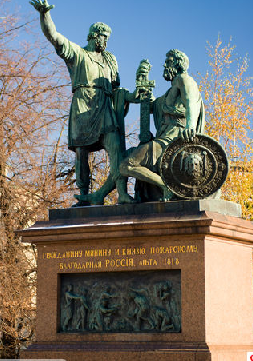 ГРАЖДАНИНУ МИНИНУ И КНЯЗЮ ПОЖАРСКОМУ
БЛАГОДАРНАЯ РОССІЯ. ЛѢТА 1818.